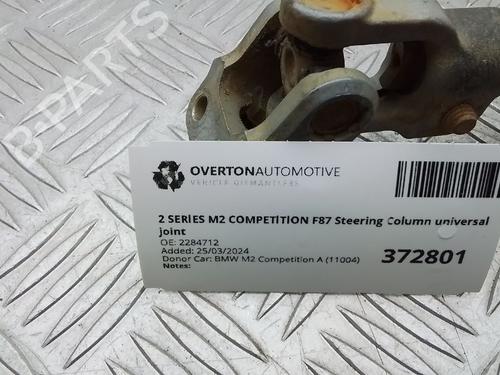 B-PARTS
OVERTONAUTOMOTIVE
VEHICLE DISMANTLERS
2 SERIES M2 COMPETITION F87 Steering Column universal
joint
OE: 2284712
Added: 25/03/2024
Donor Car: BMW M2 Competition A (11004)
Notes:
372801